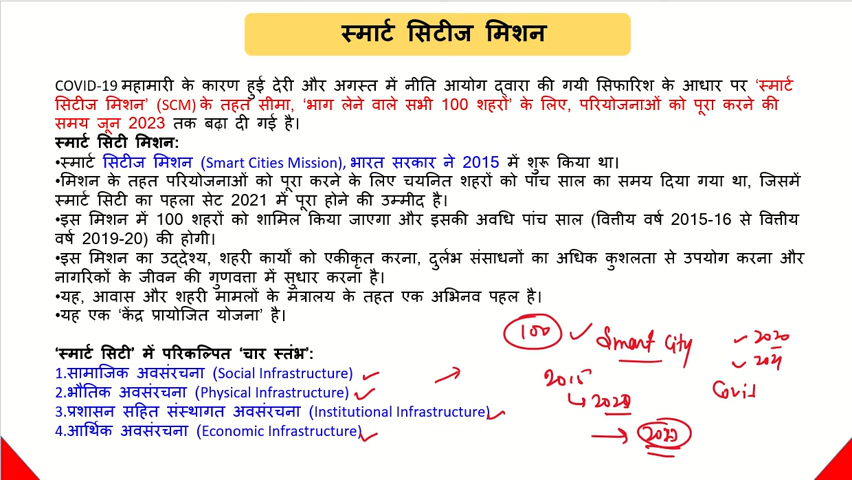 स्मार्ट सिटीज मिशन
COVID-19 महामारी के कारण हुई देरी और अगस्त में नीति आयोग द्वारा की गयी सिफारिश के आधार पर 'स्मार्ट
सिटीज मिशन' (SCM) के तहत सीमा, 'भाग लेने वाले सभी 100 शहरों' के लिए, परियोजनाओं को पूरा करने की
समय जून 2023 तक बढ़ा दी गई है।
स्मार्ट सिटी मिशन:
•स्मार्ट सिटीज मिशन (Smart Cities Mission), भारत सरकार ने 2015 में शुरू किया था।
•मिशन के तहत परियोजनाओं को पूरा करने के लिए चयनित शहरों को पांच साल का समय दिया गया था, जिसमें
स्मार्ट सिटी का पहला सेट 2021 में पूरा होने की उम्मीद है।
•इस मिशन में 100 शहरों को शामिल किया जाएगा और इसकी अवधि पांच साल (वित्तीय वर्ष 2015-16 से वित्तीय
वर्ष 2019-20) की होगी।
•इस मिशन का उद्देश्य, शहरी कार्यों को एकीकृत करना, दुर्लभ संसाधनों का अधिक कुशलता से उपयोग करना और
नागरिकों के जीवन की गुणवत्ता में सुधार करना है।
•यह, आवास और शहरी मामलों के मंत्रालय के तहत एक अभिनव पहल है।
•यह एक 'केंद्र प्रायोजित योजना' है।
'स्मार्ट सिटी' में परिकल्पित 'चार स्तंभ':
1.सामाजिक अवसंरचना (Social Infrastructure)
2.भौतिक अवसंरचना (Physical Infrastructure)
3.प्रशासन सहित संस्थागत अवसंरचना (Institutional Infrastructure)
4.आर्थिक अवसंरचना (Economic Infrastructure)
100 Smart City
2020
2021
2015
Covid
2020
2023